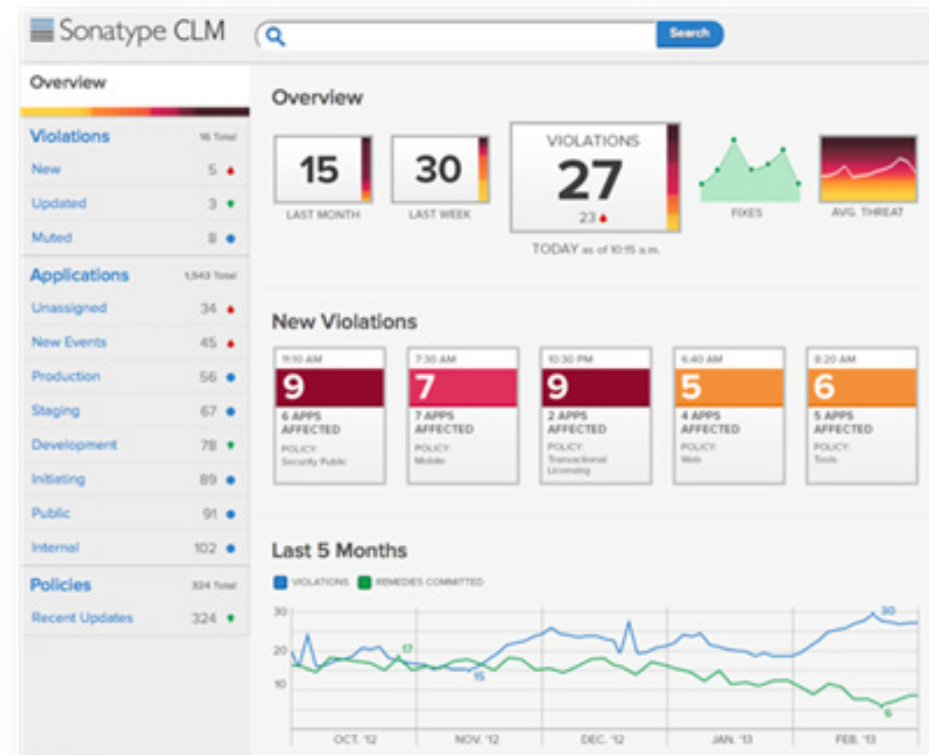 Sonatype CLM
Search
Overview
Violations 16 Total
New 5
Updated 3
Muted 8
Applications 1,543 Total
Unassigned 34
New Events 45
Production 56
Staging 67
Development 78
Initiating 89
Public 91
Internal 102
Policies 324 Total
Recent Updates 324
Overview
15
LAST MONTH
30
LAST WEEK
VIOLATIONS
27
23
TODAY as of 10:15 a.m.
FIXES
AVG. THREAT
New Violations
11:10 AM
9
6 APPS
AFFECTED
POLICY:
Security Public
7:30 AM
7
7 APPS
AFFECTED
POLICY:
Mobile
10:30 PM
9
2 APPS
AFFECTED
POLICY:
Transactional
Licensing
6:40 AM
5
4 APPS
AFFECTED
POLICY:
Web
8:20 AM
6
5 APPS
AFFECTED
POLICY:
Tools
Last 5 Months
VIOLATIONS REMEDIES COMMITTED
30
20
10
17
15
30
6
OCT. '12 NOV. '12 DEC. '12 JAN. '13 FEB. '13